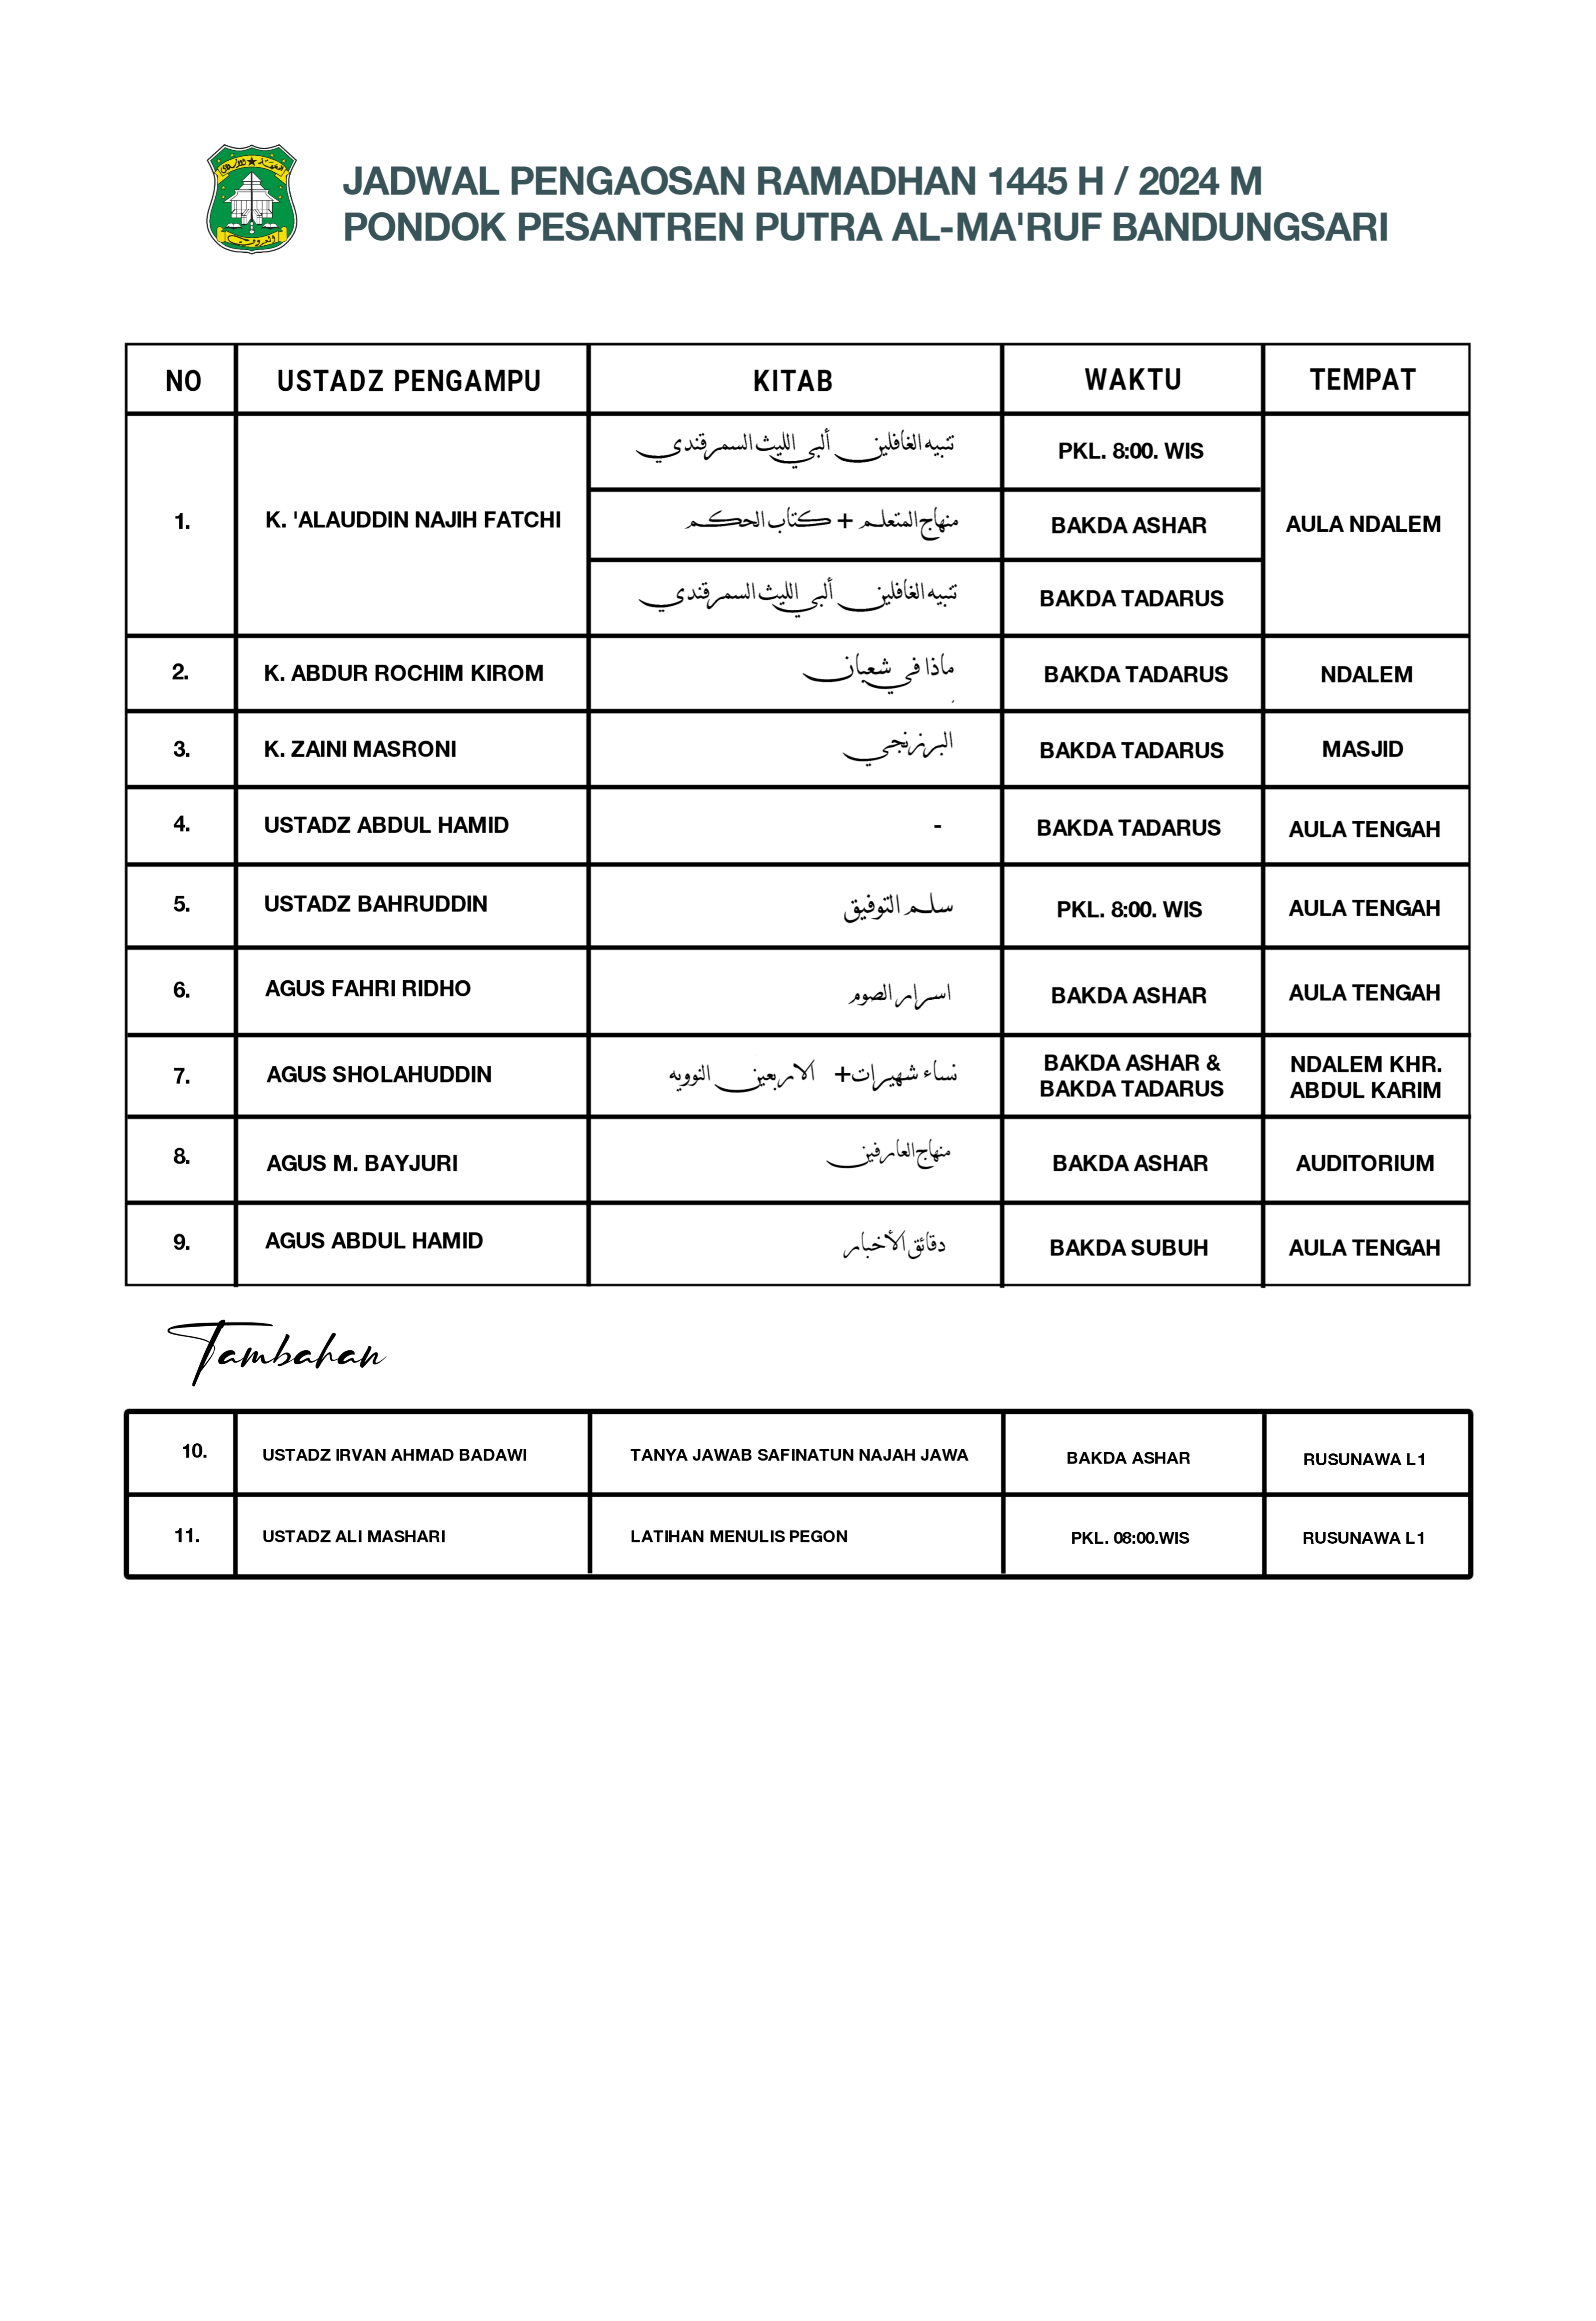 JADWAL PENGAOSAN RAMADHAN 1445 H / 2024 M
PONDOK PESANTREN PUTRA AL-MA'RUF BANDUNGSARI
NO USTADZ PENGAMPU KITAB WAKTU TEMPAT
1. K. 'ALAUDDIN NAJIH FATCHI AULA NDALEM
تنبيه الغافلين ألبي الليث السمرقندي PKL. 8:00. WIS
منهاج المتعلم + كتاب الحكم BAKDA ASHAR
تنبيه الغافلين ألبي الليث السمرقندي BAKDA TADARUS
2. K. ABDUR ROCHIM KIROM ماذا في شعبان BAKDA TADARUS NDALEM
3. K. ZAINI MASRONI البرزنجي BAKDA TADARUS MASJID
4. USTADZ ABDUL HAMID - BAKDA TADARUS AULA TENGAH
5. USTADZ BAHRUDDIN سلم التوفيق PKL. 8:00. WIS AULA TENGAH
6. AGUS FAHRI RIDHO اسرار الصوم BAKDA ASHAR AULA TENGAH
7. AGUS SHOLAHUDDIN نساء شهيرات+ الاربعين النوويه BAKDA ASHAR & BAKDA TADARUS NDALEM KHR. ABDUL KARIM
8. AGUS M. BAYJURI منهاج العارفين BAKDA ASHAR AUDITORIUM
9. AGUS ABDUL HAMID دقائق الأخبار BAKDA SUBUH AULA TENGAH
Tambahan
10. USTADZ IRVAN AHMAD BADAWI TANYA JAWAB SAFINATUN NAJAH JAWA BAKDA ASHAR RUSUNAWA L1
11. USTADZ ALI MASHARI LATIHAN MENULIS PEGON PKL. 08:00.WIS RUSUNAWA L1